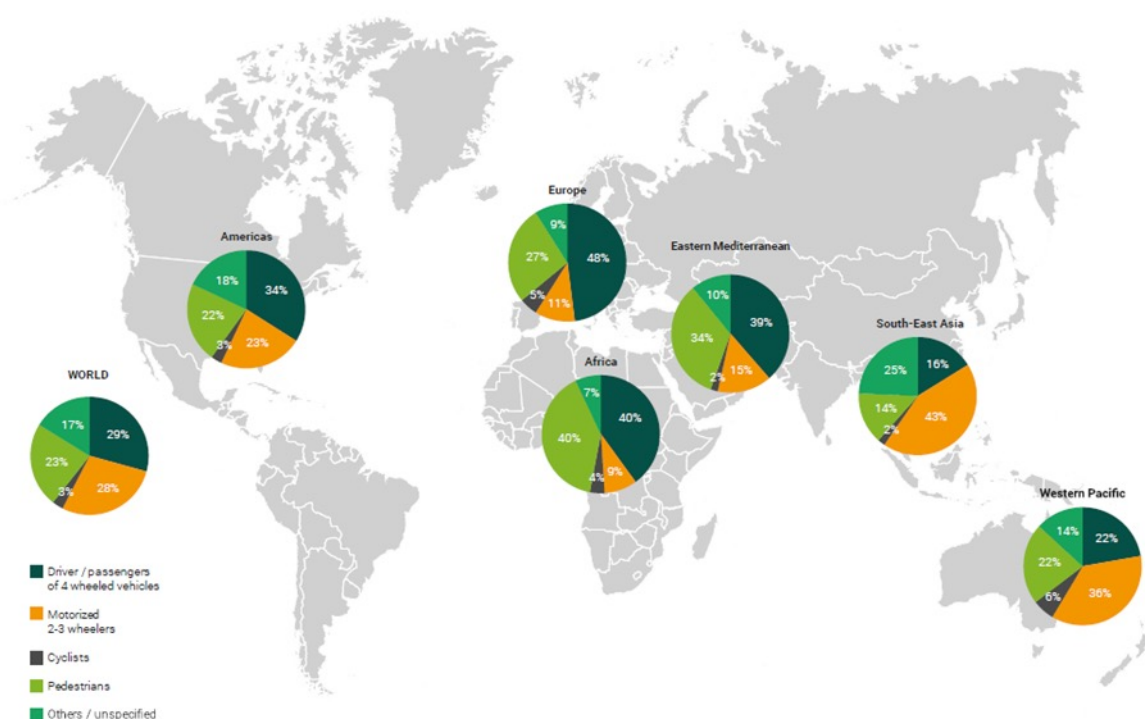 Europe
9%
48%
27%
5%
11%
Americas
18%
34%
22%
3%
23%
Eastern Mediterranean
10%
39%
34%
2%
15%
South-East Asia
25%
16%
14%
2%
43%
Africa
7%
40%
40%
4%
9%
WORLD
17%
29%
23%
3%
28%
Western Pacific
14%
22%
22%
6%
36%
Driver / passengers
of 4 wheeled vehicles
Motorized
2-3 wheelers
Cyclists
Pedestrians
Others / unspecified